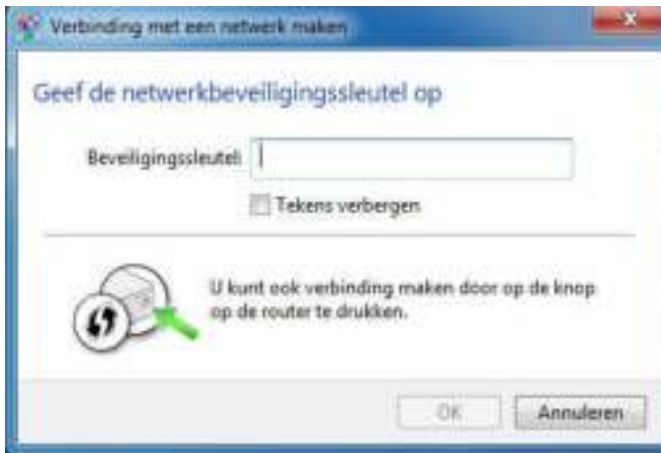 Verbinding met een netwerk maken
Geef de netwerkbeveiligingssleutel op
Beveiligingssleutel:
Tekens verbergen
U kunt ook verbinding maken door op de knop
op de router te drukken.
OK
Annuleren